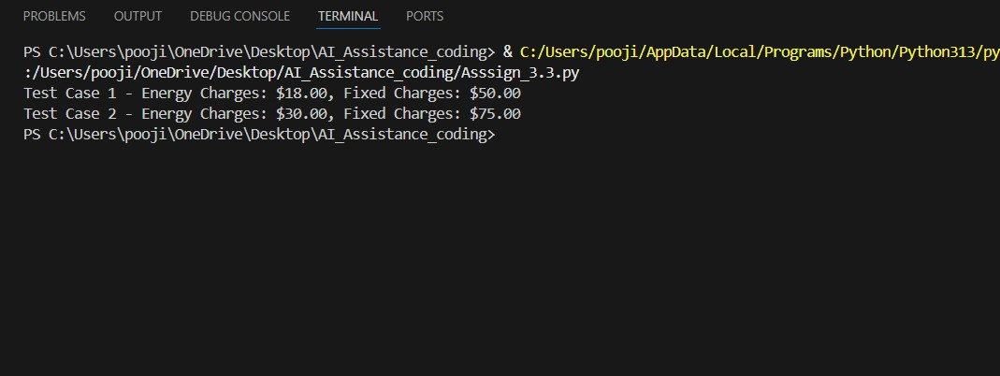 PROBLEMS OUTPUT DEBUG CONSOLE TERMINAL PORTS
PS C:\Users\pooji\OneDrive\Desktop\AI_Assistance_coding> & C:/Users/pooji/AppData/Local/Programs/Python/Python313/py
:/Users/pooji/OneDrive/Desktop/AI_Assistance_coding/Asssign_3.3.py
Test Case 1 - Energy Charges: $18.00, Fixed Charges: $50.00
Test Case 2 - Energy Charges: $30.00, Fixed Charges: $75.00
PS C:\Users\pooji\OneDrive\Desktop\AI_Assistance_coding>